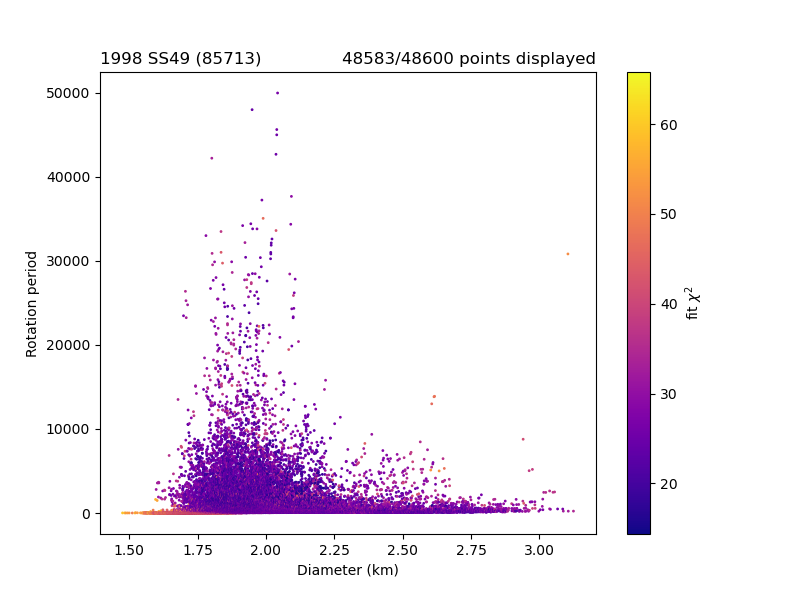 1998 SS49 (85713) 48583/48600 points displayed
50000
40000
30000
20000
10000
0
Rotation period
1.50 1.75 2.00 2.25 2.50 2.75 3.00
Diameter (km)
60
50
40
30
20
fit χ²